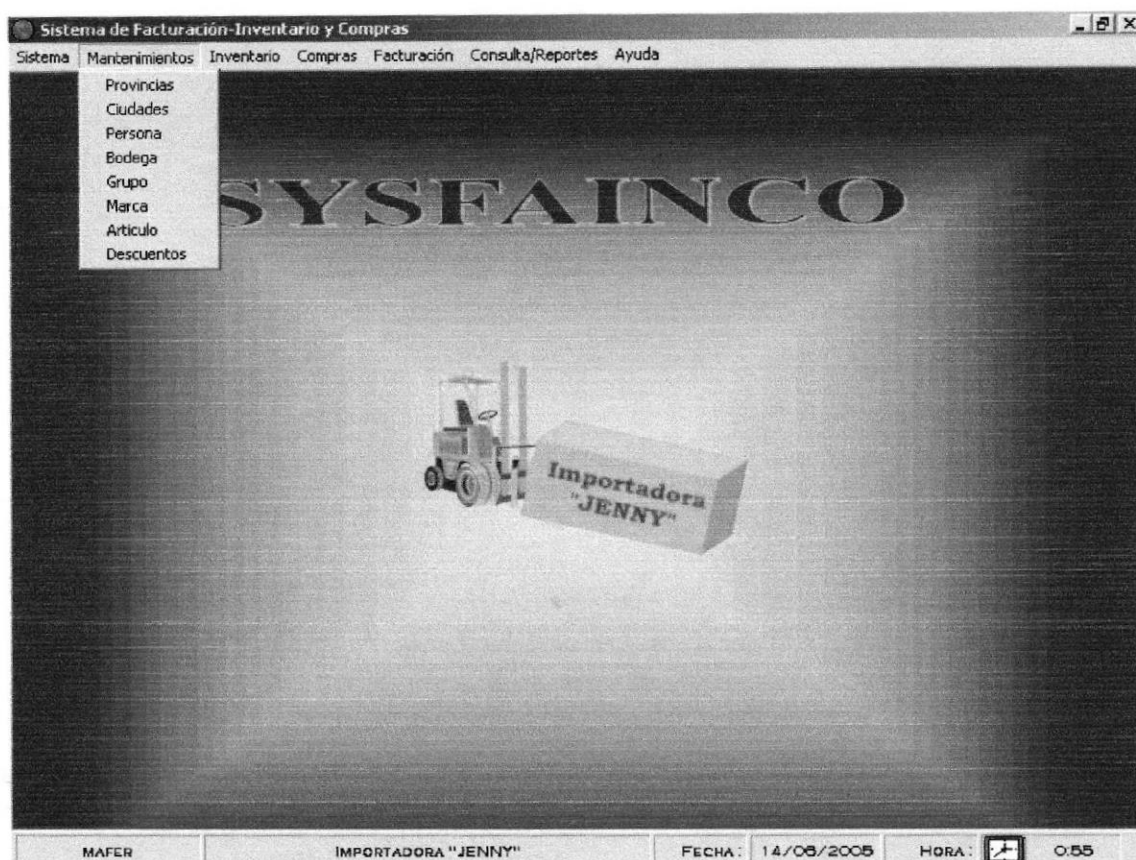 Sistema de Facturación-Inventario y Compras
Sistema Mantenimientos Inventario Compras Facturación Consulta/Reportes Ayuda
Provincias
Ciudades
Persona
Bodega
Grupo
Marca
Articulo
Descuentos
SYSFAINCO
Importadora
"JENNY"
MAFER IMPORTADORA "JENNY" FECHA: 14/06/2005 HORA: 0:55